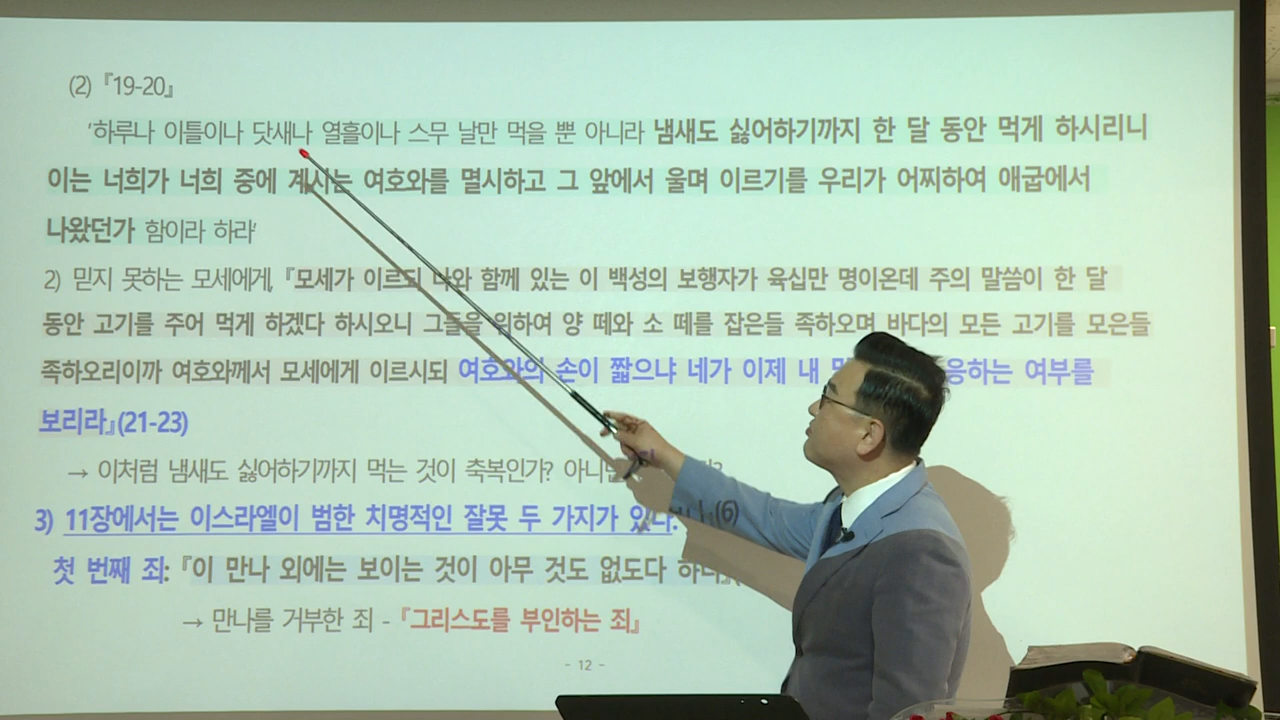 (2) 『19-20』
'하루나 이틀이나 닷새나 열흘이나 스무 날만 먹을 뿐 아니라 냄새도 싫어하기까지 한 달 동안 먹게 하시리니
이는 너희가 너희 중에 계시는 여호와를 멸시하고 그 앞에서 울며 이르기를 우리가 어찌하여 애굽에서
나왔던가 함이라 하라'
2) 믿지 못하는 모세에게, 『모세가 이르되 나와 함께 있는 이 백성의 보행자가 육십만 명이온데 주의 말씀이 한 달
동안 고기를 주어 먹게 하겠다 하시오니 그들을 위하여 양 떼와 소 떼를 잡은들 족하오며 바다의 모든 고기를 모은들
족하오리이까 여호와께서 모세에게 이르시되 여호와의 손이 짧으냐 네가 이제 내 응하는 여부를
보리라』(21-23)
→ 이처럼 냄새도 싫어하기까지 먹는 것이 축복인가?
3) 11장에서는 이스라엘이 범한 치명적인 잘못 두 가지가 있다.
첫 번째 죄: 『이 만나 외에는 보이는 것이 아무 것도 없도다 하니』(6)
→ 만나를 거부한 죄 - 『그리스도를 부인하는 죄』
- 12 -